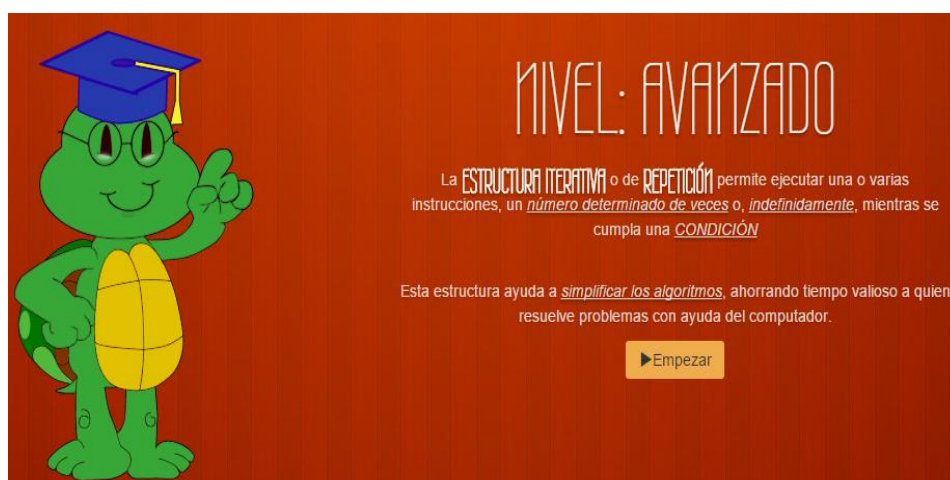 NIVEL: AVANZADO
La ESTRUCTURA ITERATIVA o de REPETICIÓN permite ejecutar una o varias
instrucciones, un número determinado de veces o, indefinidamente, mientras se
cumpla una CONDICIÓN
Esta estructura ayuda a simplificar los algoritmos, ahorrando tiempo valioso a quien
resuelve problemas con ayuda del computador.
Empezar